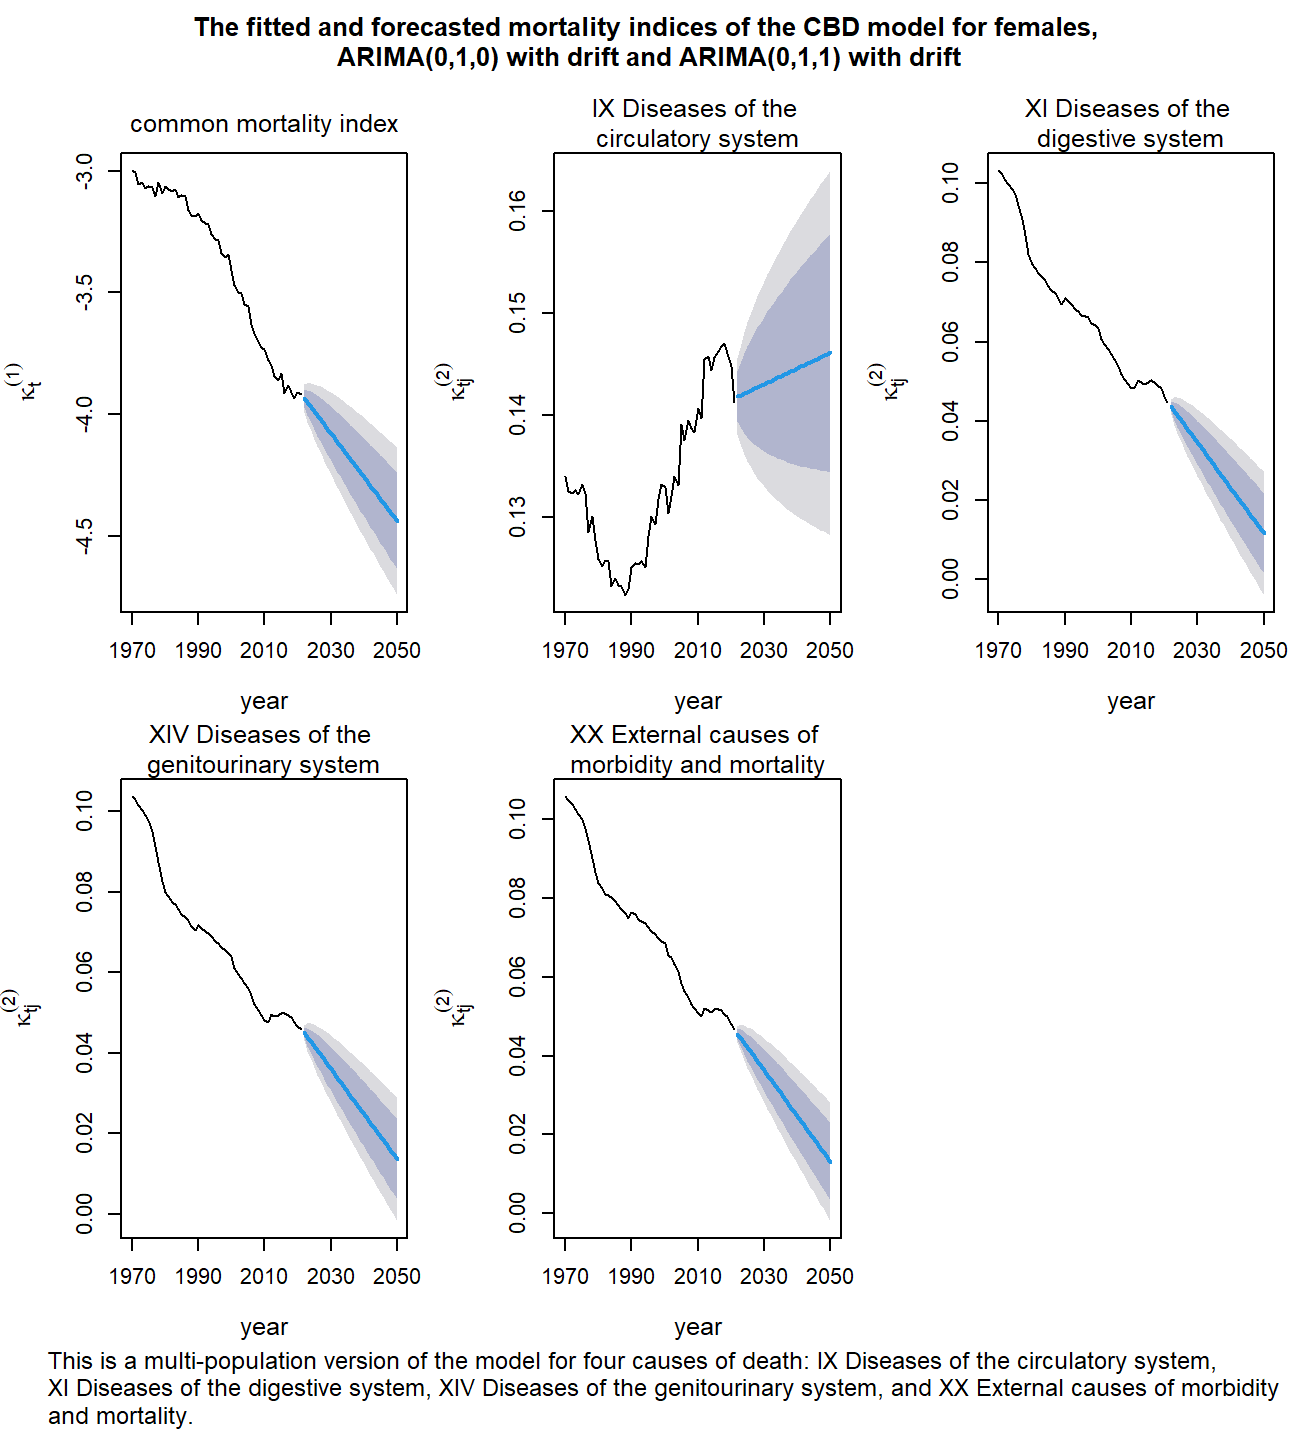 The fitted and forecasted mortality indices of the CBD model for females,
ARIMA(0,1,0) with drift and ARIMA(0,1,1) with drift
common mortality index
κt(1)
-3.0
-3.5
-4.0
-4.5
1970 1990 2010 2030 2050
year
IX Diseases of the
circulatory system
κtj(2)
0.16
0.15
0.14
0.13
1970 1990 2010 2030 2050
year
XI Diseases of the
digestive system
κtj(2)
0.10
0.08
0.06
0.04
0.02
0.00
1970 1990 2010 2030 2050
year
XIV Diseases of the
genitourinary system
κtj(2)
0.10
0.08
0.06
0.04
0.02
0.00
1970 1990 2010 2030 2050
year
XX External causes of
morbidity and mortality
κtj(2)
0.10
0.08
0.06
0.04
0.02
0.00
1970 1990 2010 2030 2050
year
This is a multi-population version of the model for four causes of death: IX Diseases of the circulatory system,
XI Diseases of the digestive system, XIV Diseases of the genitourinary system, and XX External causes of morbidity
and mortality.